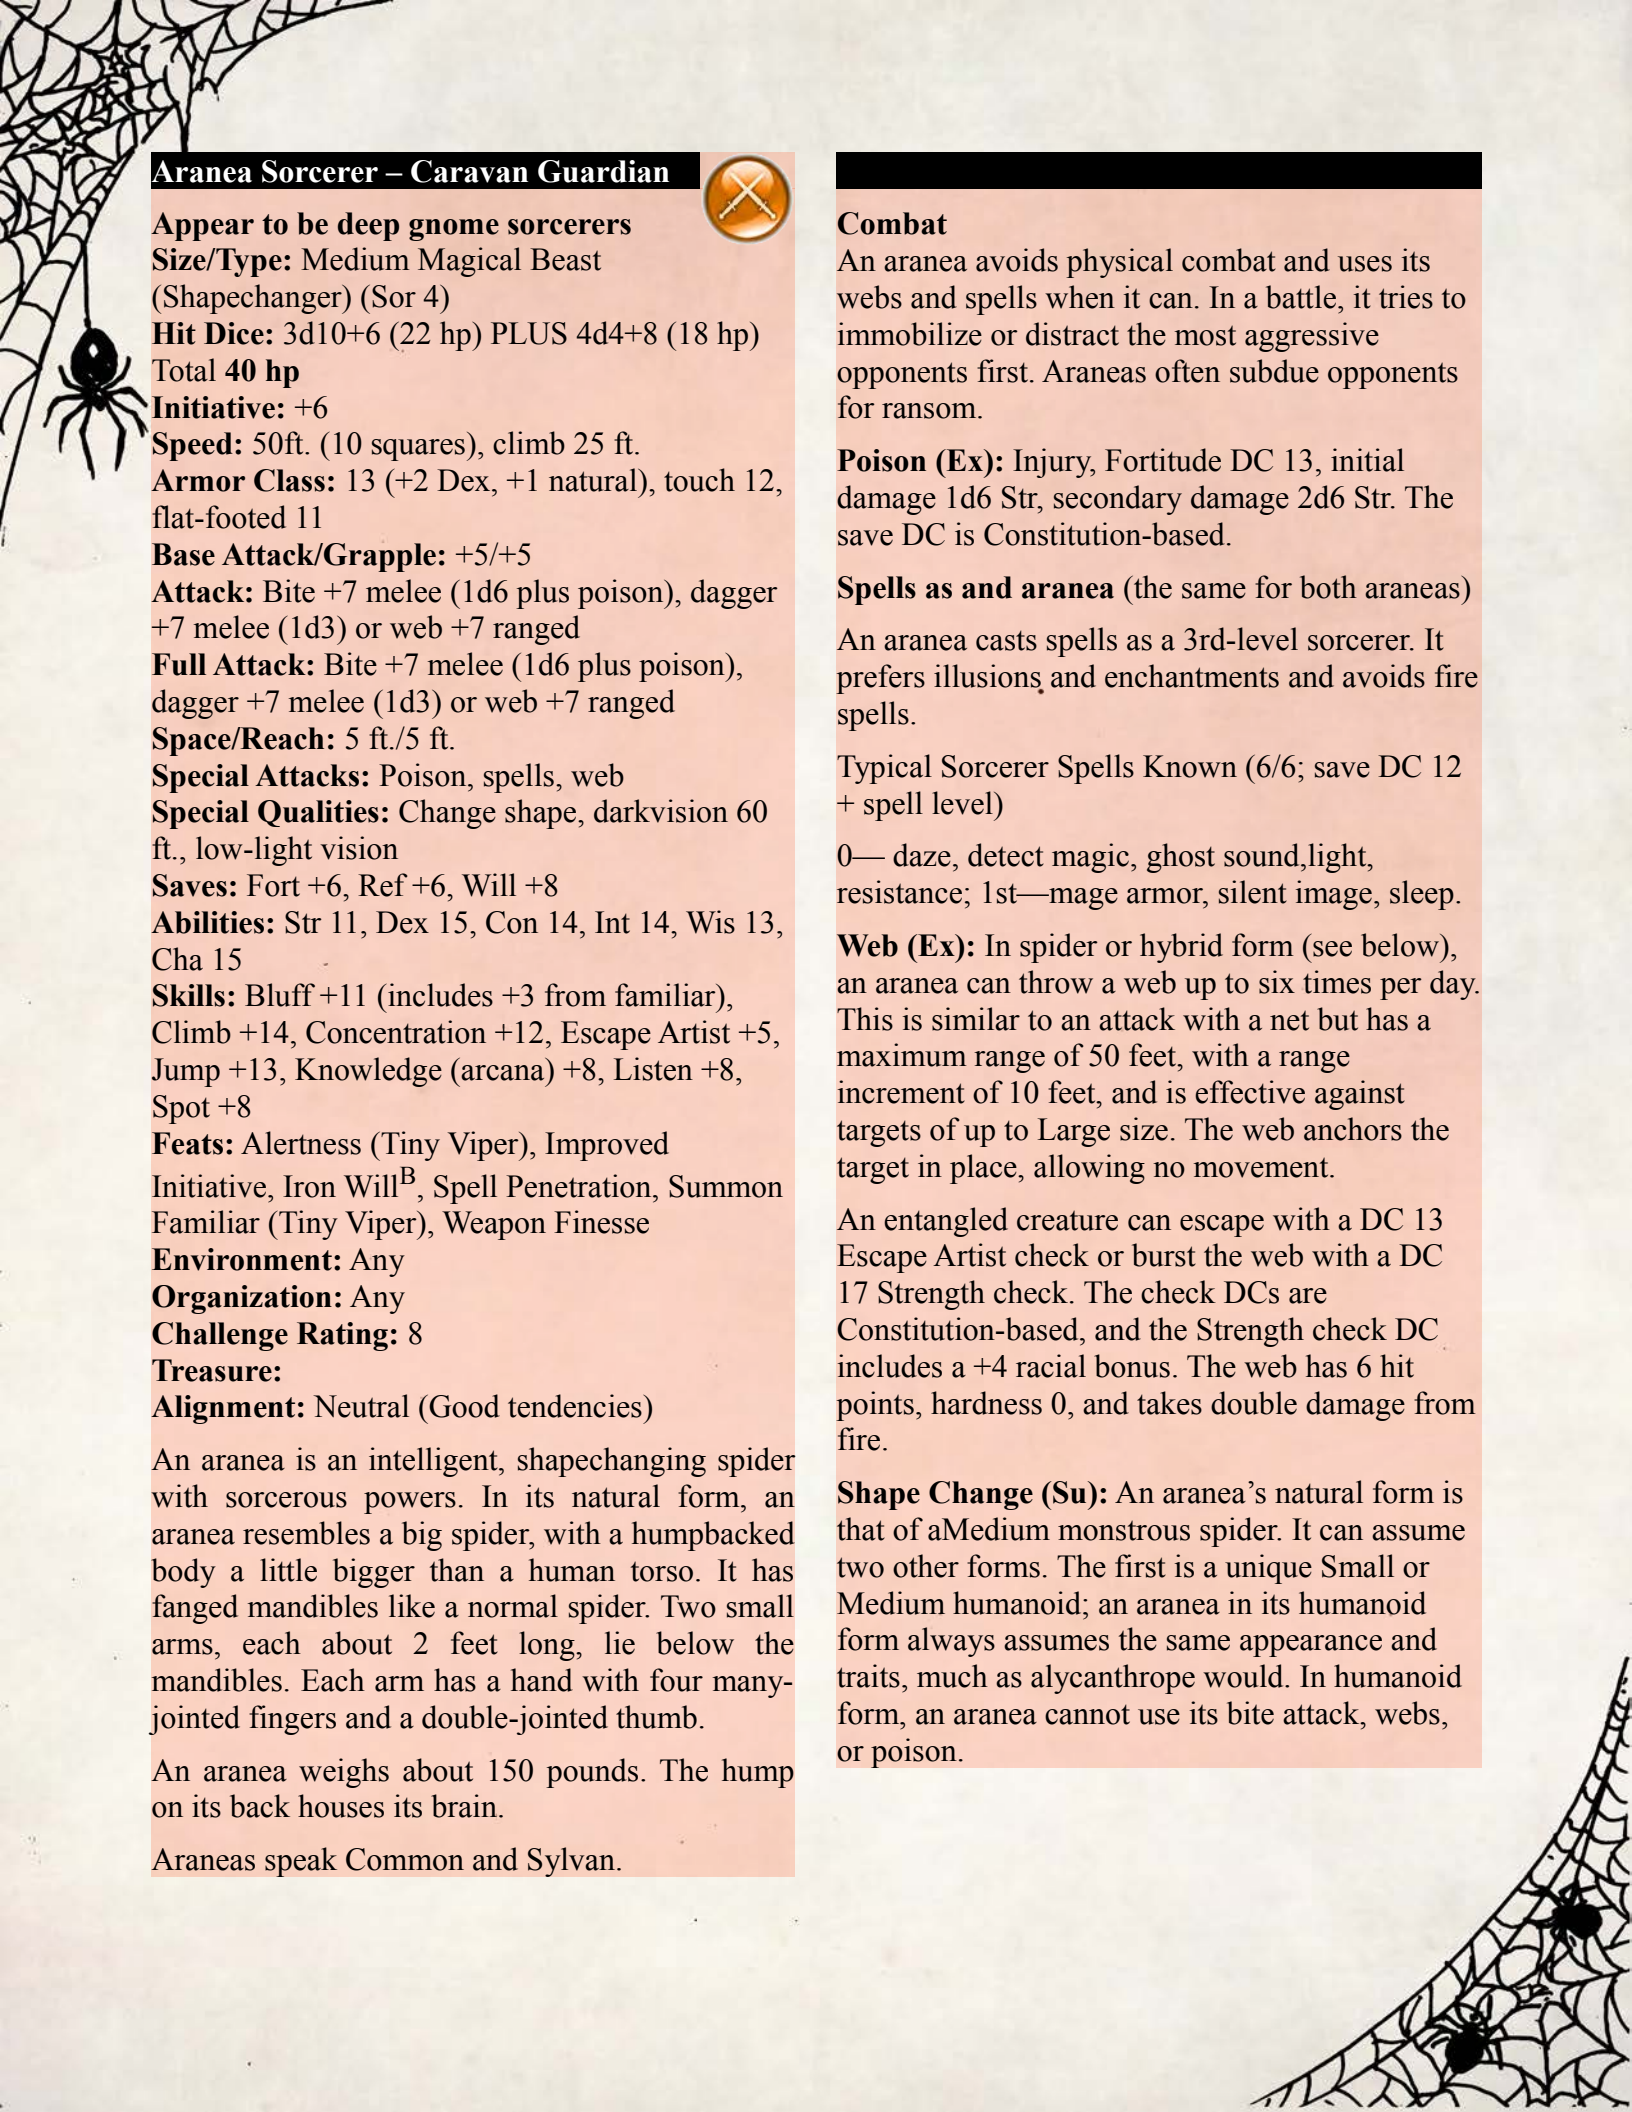 Aranea Sorcerer – Caravan Guardian
Appear to be deep gnome sorcerers
Size/Type: Medium Magical Beast
(Shapechanger) (Sor 4)
Hit Dice: 3d10+6 (22 hp) PLUS 4d4+8 (18 hp)
Total 40 hp
Initiative: +6
Speed: 50ft. (10 squares), climb 25 ft.
Armor Class: 13 (+2 Dex, +1 natural), touch 12,
flat-footed 11
Base Attack/Grapple: +5/+5
Attack: Bite +7 melee (1d6 plus poison), dagger
+7 melee (1d3) or web +7 ranged
Full Attack: Bite +7 melee (1d6 plus poison),
dagger +7 melee (1d3) or web +7 ranged
Space/Reach: 5 ft./5 ft.
Special Attacks: Poison, spells, web
Special Qualities: Change shape, darkvision 60
ft., low-light vision
Saves: Fort +6, Ref +6, Will +8
Abilities: Str 11, Dex 15, Con 14, Int 14, Wis 13,
Cha 15
Skills: Bluff +11 (includes +3 from familiar),
Climb +14, Concentration +12, Escape Artist +5,
Jump +13, Knowledge (arcana) +8, Listen +8,
Spot +8
Feats: Alertness (Tiny Viper), Improved
Initiative, Iron WillB, Spell Penetration, Summon
Familiar (Tiny Viper), Weapon Finesse
Environment: Any
Organization: Any
Challenge Rating: 8
Treasure:
Alignment: Neutral (Good tendencies)
An aranea is an intelligent, shapechanging spider
with sorcerous powers. In its natural form, an
aranea resembles a big spider, with a humpbacked
body a little bigger than a human torso. It has
fanged mandibles like a normal spider. Two small
arms, each about 2 feet long, lie below the
mandibles. Each arm has a hand with four many-
jointed fingers and a double-jointed thumb.
An aranea weighs about 150 pounds. The hump
on its back houses its brain.
Araneas speak Common and Sylvan.
Combat
An aranea avoids physical combat and uses its
webs and spells when it can. In a battle, it tries to
immobilize or distract the most aggressive
opponents first. Araneas often subdue opponents
for ransom.
Poison (Ex): Injury, Fortitude DC 13, initial
damage 1d6 Str, secondary damage 2d6 Str. The
save DC is Constitution-based.
Spells as and aranea (the same for both araneas)
An aranea casts spells as a 3rd-level sorcerer. It
prefers illusions and enchantments and avoids fire
spells.
Typical Sorcerer Spells Known (6/6; save DC 12
+ spell level)
0— daze, detect magic, ghost sound,light,
resistance; 1st—mage armor, silent image, sleep.
Web (Ex): In spider or hybrid form (see below),
an aranea can throw a web up to six times per day.
This is similar to an attack with a net but has a
maximum range of 50 feet, with a range
increment of 10 feet, and is effective against
targets of up to Large size. The web anchors the
target in place, allowing no movement.
An entangled creature can escape with a DC 13
Escape Artist check or burst the web with a DC
17 Strength check. The check DCs are
Constitution-based, and the Strength check DC
includes a +4 racial bonus. The web has 6 hit
points, hardness 0, and takes double damage from
fire.
Shape Change (Su): An aranea’s natural form is
that of aMedium monstrous spider. It can assume
two other forms. The first is a unique Small or
Medium humanoid; an aranea in its humanoid
form always assumes the same appearance and
traits, much as alycanthrope would. In humanoid
form, an aranea cannot use its bite attack, webs,
or poison.